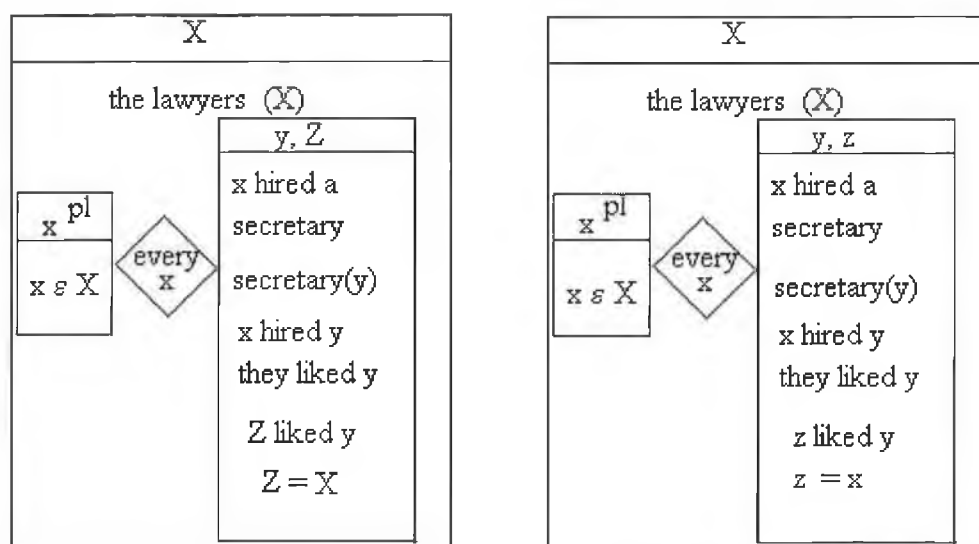 X
the lawyers (X)
y, Z
x hired a
secretary
x pl
every
x
x ε X
secretary(y)
x hired y
they liked y
Z liked y
Z = X
X
the lawyers (X)
y, z
x hired a
secretary
x pl
every
x
x ε X
secretary(y)
x hired y
they liked y
z liked y
z = x